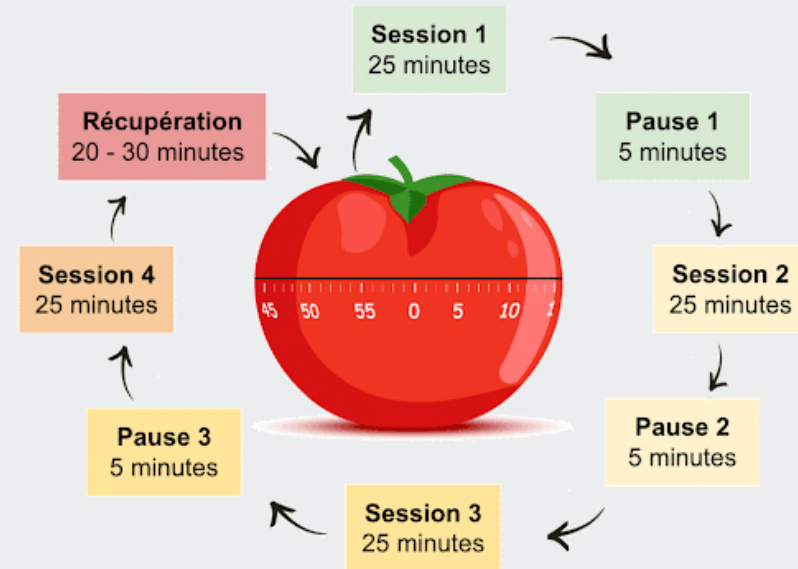 Session 1
25 minutes
Pause 1
5 minutes
Session 2
25 minutes
Pause 2
5 minutes
Session 3
25 minutes
Pause 3
5 minutes
Session 4
25 minutes
Récupération
20 - 30 minutes
45 50 55 0 5 10 1